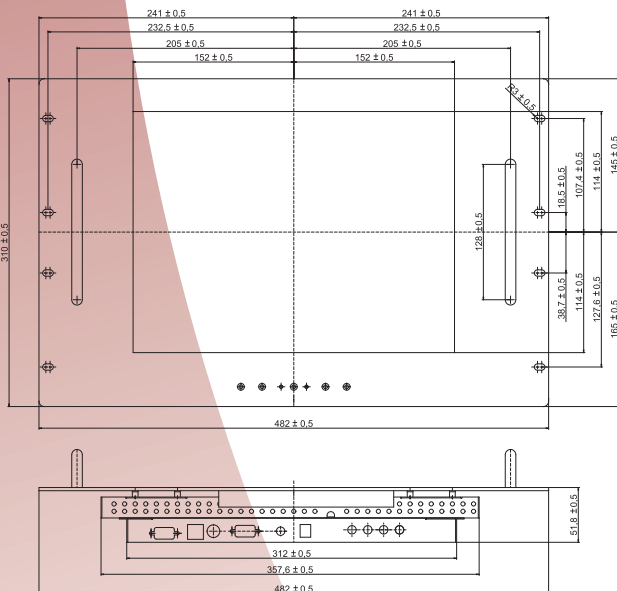 241 ± 0,5 241 ± 0,5
232,5 ± 0,5 232,5 ± 0,5
205 ± 0,5 205 ± 0,5
152 ± 0,5 152 ± 0,5
R3 ± 0,5
310 ± 0,5
128 ± 0,5
18,5 ± 0,5
107,4 ± 0,5
114 ± 0,5
145 ± 0,5
38,7 ± 0,5
114 ± 0,5
127,6 ± 0,5
165 ± 0,5
482 ± 0,5
51,8 ± 0,5
312 ± 0,5
357,6 ± 0,5
482 ± 0,5